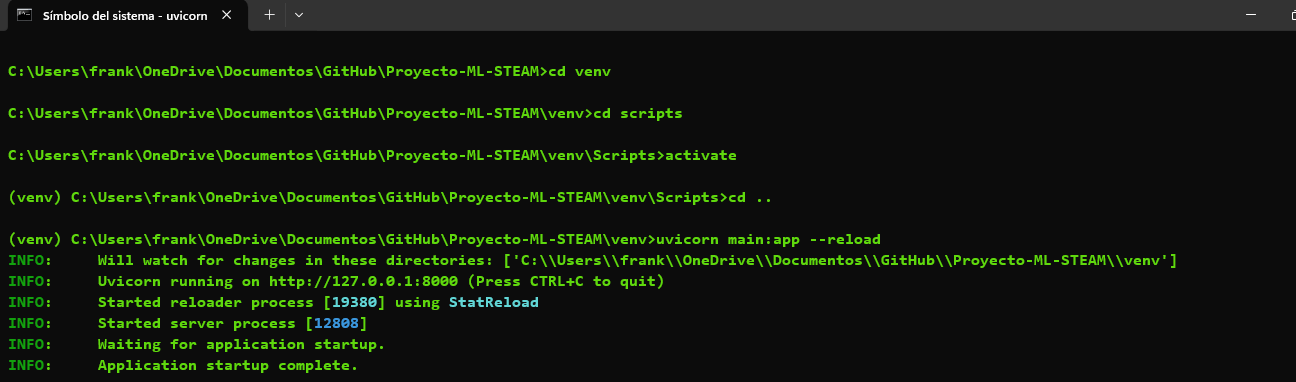 Símbolo del sistema - uvicorn
C:\Users\frank\OneDrive\Documentos\GitHub\Proyecto-ML-STEAM>cd venv
C:\Users\frank\OneDrive\Documentos\GitHub\Proyecto-ML-STEAM\venv>cd scripts
C:\Users\frank\OneDrive\Documentos\GitHub\Proyecto-ML-STEAM\venv\Scripts>activate
(venv) C:\Users\frank\OneDrive\Documentos\GitHub\Proyecto-ML-STEAM\venv\Scripts>cd ..
(venv) C:\Users\frank\OneDrive\Documentos\GitHub\Proyecto-ML-STEAM\venv>uvicorn main:app --reload
INFO:     Will watch for changes in these directories: ['C:\\Users\\frank\\OneDrive\\Documentos\\GitHub\\Proyecto-ML-STEAM\\venv']
INFO:     Uvicorn running on http://127.0.0.1:8000 (Press CTRL+C to quit)
INFO:     Started reloader process [19380] using StatReload
INFO:     Started server process [12808]
INFO:     Waiting for application startup.
INFO:     Application startup complete.